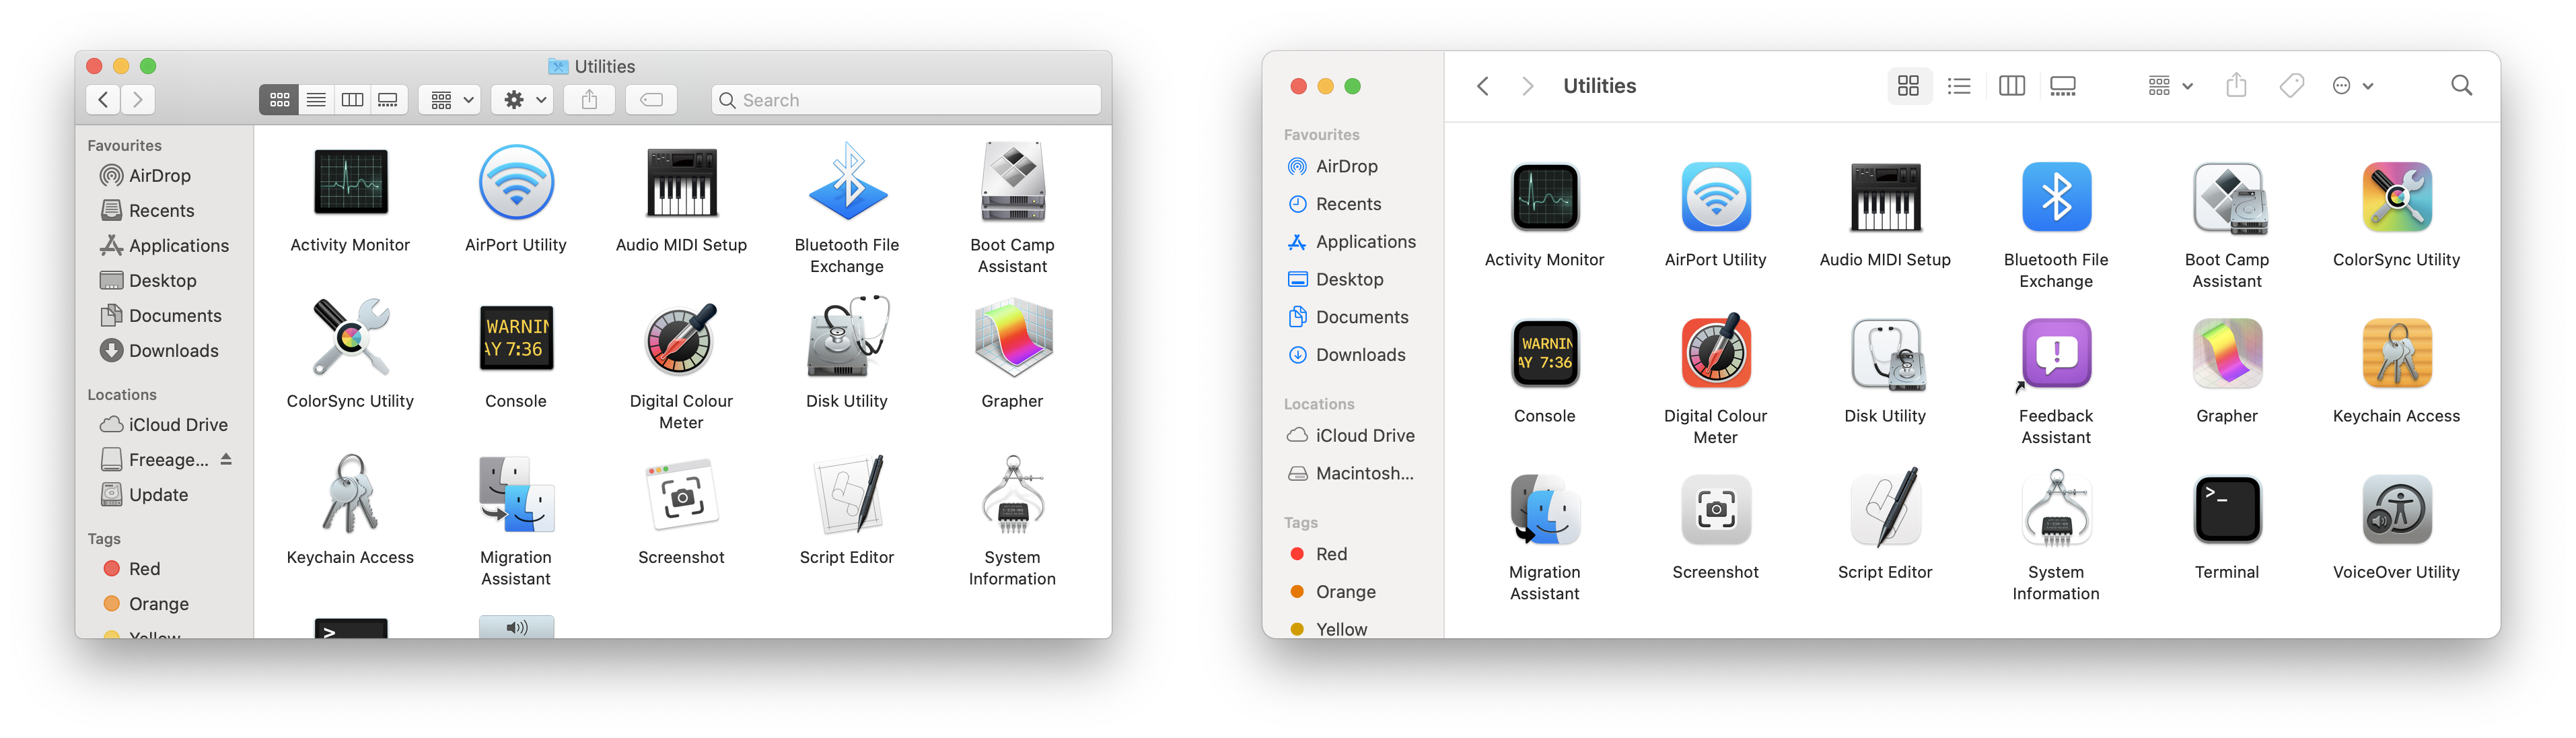 Utilities
Search
Favourites
AirDrop
Recents
Applications
Desktop
Documents
Downloads
Locations
iCloud Drive
Freeage...
Update
Tags
Red
Orange
Yellow
Activity Monitor
AirPort Utility
Audio MIDI Setup
Bluetooth File
Exchange
Boot Camp
Assistant
ColorSync Utility
WARNIN
AY 7:36
Console
Digital Colour
Meter
Disk Utility
Grapher
Keychain Access
Migration
Assistant
Screenshot
Script Editor
System
Information
>
Utilities
Favourites
AirDrop
Recents
Applications
Desktop
Documents
Downloads
Locations
iCloud Drive
Macintosh...
Tags
Red
Orange
Yellow
Activity Monitor
AirPort Utility
Audio MIDI Setup
Bluetooth File
Exchange
Boot Camp
Assistant
ColorSync Utility
WARNIN
AY 7:36
Console
Digital Colour
Meter
Disk Utility
!
Feedback
Assistant
Grapher
Keychain Access
Migration
Assistant
Screenshot
Script Editor
System
Information
>_
Terminal
VoiceOver Utility